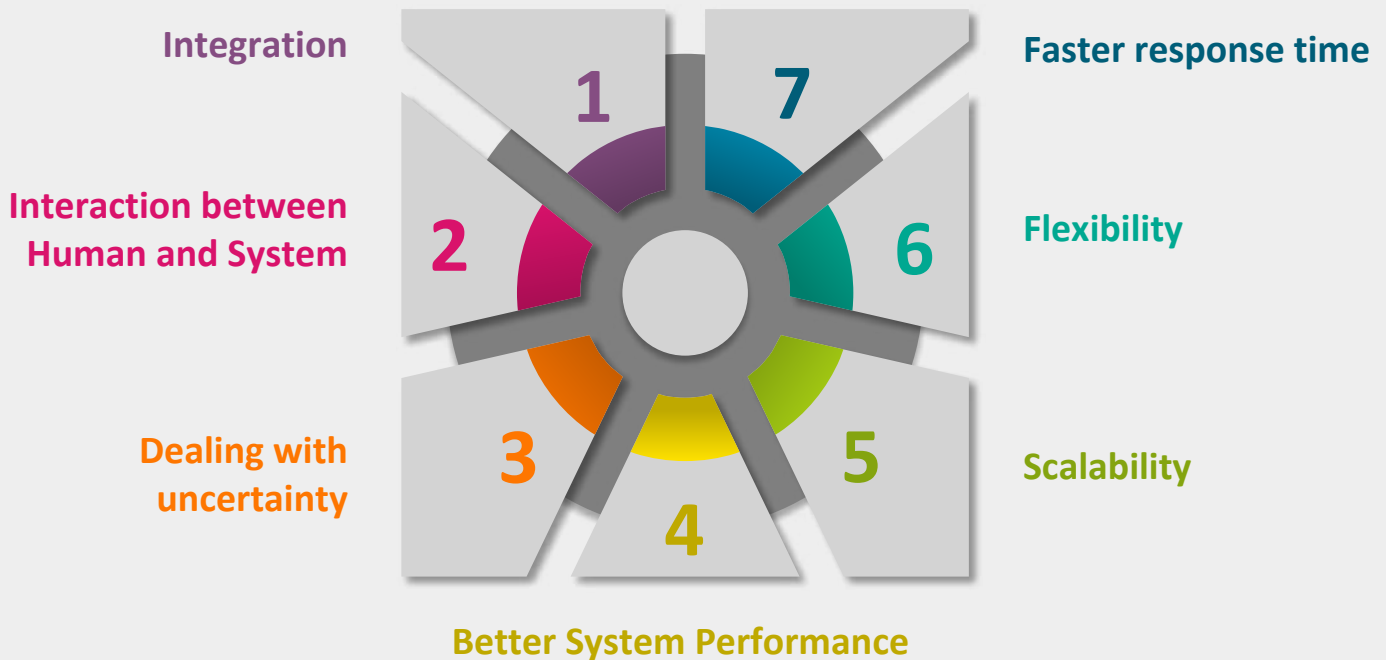 Integration
1
7
Faster response time
Interaction between
Human and System
2
6
Flexibility
Dealing with
uncertainty
3
5
Scalability
4
Better System Performance